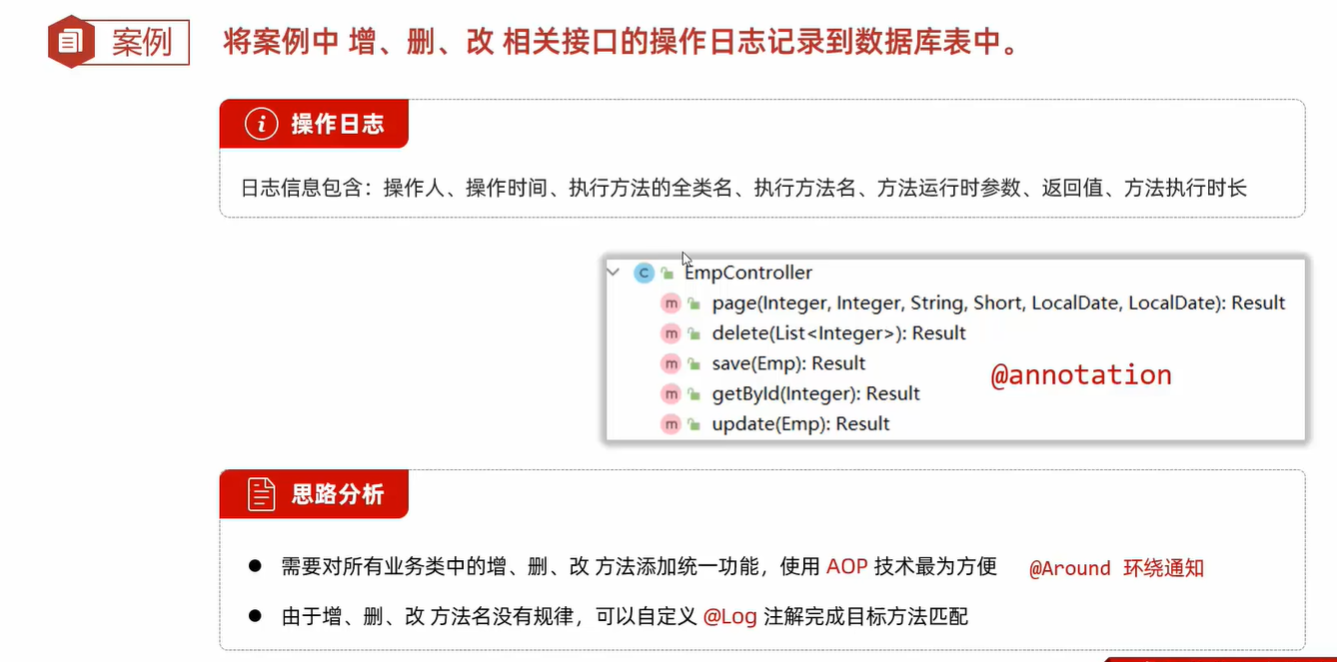 案例
将案例中 增、删、改 相关接口的操作日志记录到数据库表中。
操作日志
日志信息包含：操作人、操作时间、执行方法的全类名、执行方法名、方法运行时参数、返回值、方法执行时长
C EmpController
m page(Integer, Integer, String, Short, LocalDate, LocalDate): Result
m delete(List<Integer>): Result
m save(Emp): Result
@annotation
m getById(Integer): Result
m update(Emp): Result
思路分析
● 需要对所有业务类中的增、删、改 方法添加统一功能，使用 AOP 技术最为方便 @Around 环绕通知
● 由于增、删、改 方法名没有规律，可以自定义 @Log 注解完成目标方法匹配